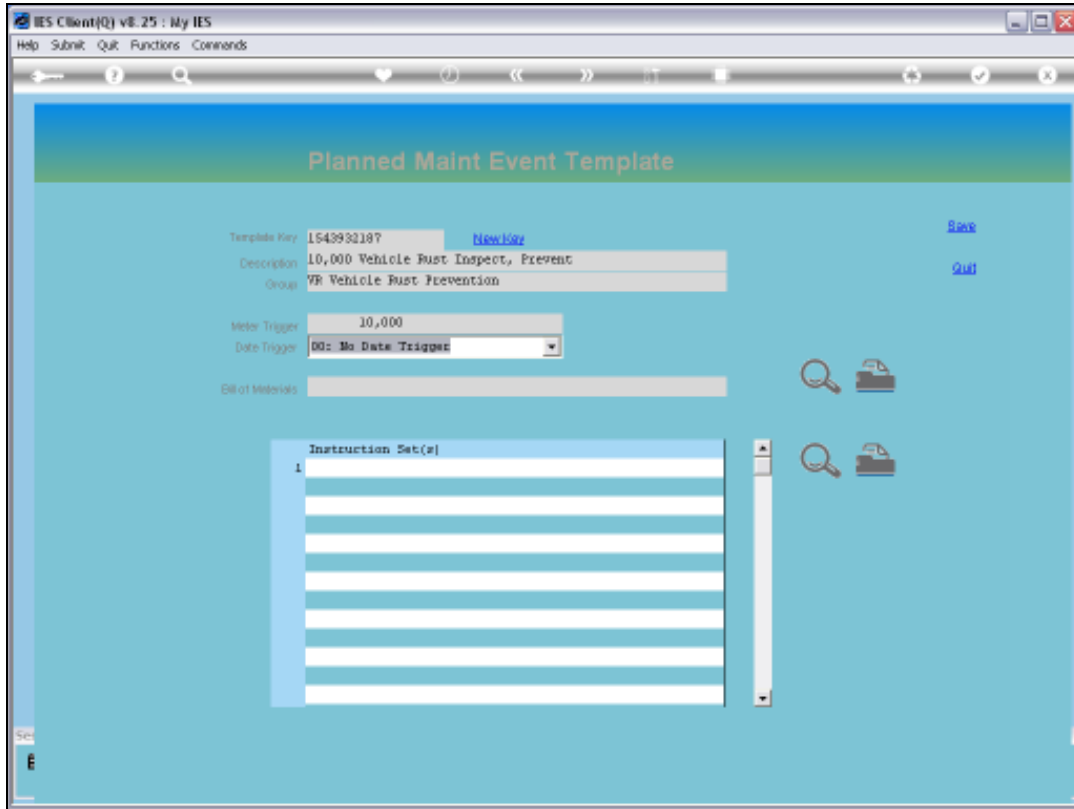 IES Client(Q) v8.25 : My IES
Help Submit Quit Functions Commands
Planned Maint Event Template
Template Key 1543932187 New Key
Save
Description 10,000 Vehicle Rust Inspect, Prevent
Quit
Group VR Vehicle Rust Prevention
Meter Trigger 10,000
Date Trigger 00: No Date Trigger
Bill of Materials
Instruction Set(s)
1